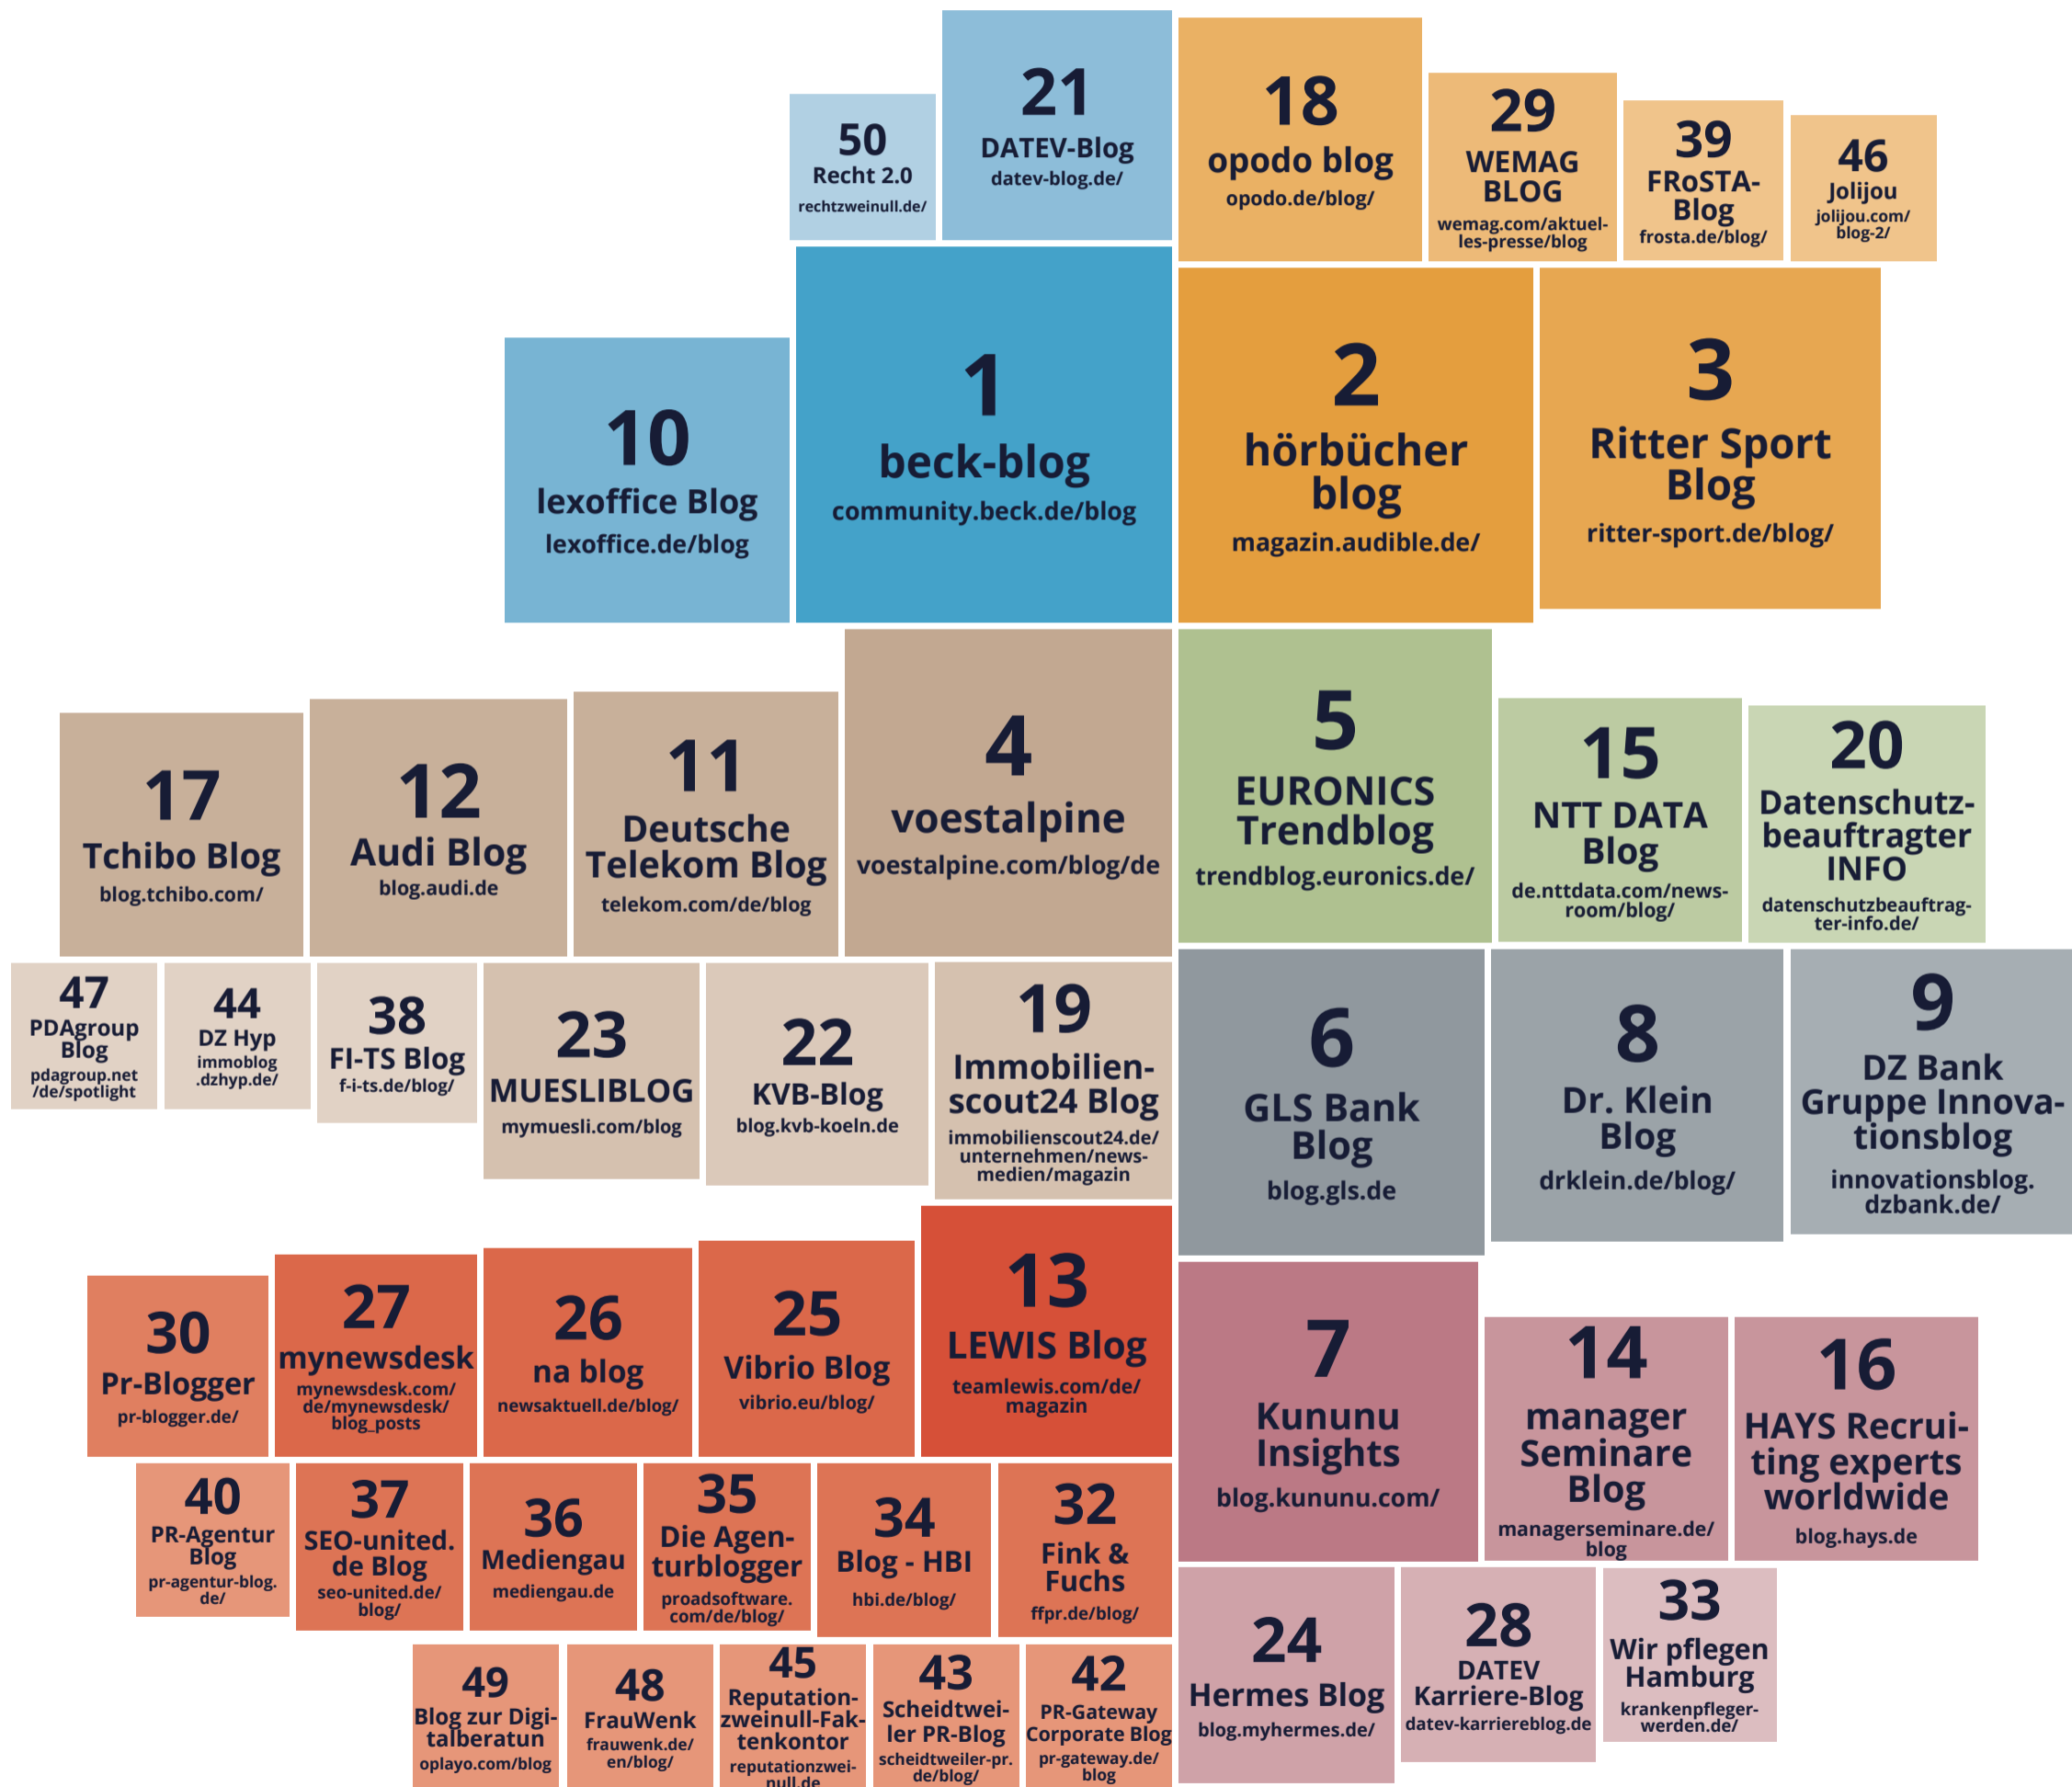 50
Recht 2.0
rechtzweinull.de/
21
DATEV-Blog
datev-blog.de/
18
opodo blog
opodo.de/blog/
29
WEMAG
BLOG
wemag.com/aktuel-
les-presse/blog
39
FRoSTA-
Blog
frosta.de/blog/
46
Jolijou
jolijou.com/
blog-2/
10
lexoffice Blog
lexoffice.de/blog
1
beck-blog
community.beck.de/blog
2
hörbücher
blog
magazin.audible.de/
3
Ritter Sport
Blog
ritter-sport.de/blog/
17
Tchibo Blog
blog.tchibo.com/
12
Audi Blog
blog.audi.de
11
Deutsche
Telekom Blog
telekom.com/de/blog
4
voestalpine
voestalpine.com/blog/de
5
EURONICS
Trendblog
trendblog.euronics.de/
15
NTT DATA
Blog
de.nttdata.com/news-
room/blog/
20
Datenschutz-
beauftragter
INFO
datenschutzbeauftrag-
ter-info.de/
47
PDAgroup
Blog
pdagroup.net
/de/spotlight
44
DZ Hyp
immoblog
.dzhyp.de/
38
FI-TS Blog
f-i-ts.de/blog/
23
MUESLIBLOG
mymuesli.com/blog
22
KVB-Blog
blog.kvb-koeln.de
19
Immobilien-
scout24 Blog
immobilienscout24.de/
unternehmen/news-
medien/magazin
6
GLS Bank
Blog
blog.gls.de
8
Dr. Klein
Blog
drklein.de/blog/
9
DZ Bank
Gruppe Innova-
tionsblog
innovationsblog.
dzbank.de/
30
Pr-Blogger
pr-blogger.de/
27
mynewsdesk
mynewsdesk.com/
de/mynewsdesk/
blog_posts
26
na blog
newsaktuell.de/blog/
25
Vibrio Blog
vibrio.eu/blog/
13
LEWIS Blog
teamlewis.com/de/
magazin
7
Kununu
Insights
blog.kununu.com/
14
manager
Seminare
Blog
managerseminare.de/
blog
16
HAYS Recrui-
ting experts
worldwide
blog.hays.de
40
PR-Agentur
Blog
pr-agentur-blog.
de/
37
SEO-united.
de Blog
seo-united.de/
blog/
36
Mediengau
mediengau.de
35
Die Agen-
turblogger
proadsoftware.
com/de/blog/
34
Blog - HBI
hbi.de/blog/
32
Fink &
Fuchs
ffpr.de/blog/
24
Hermes Blog
blog.myhermes.de/
28
DATEV
Karriere-Blog
datev-karriereblog.de
33
Wir pflegen
Hamburg
krankenpfleger-
werden.de/
49
Blog zur Digi-
talberatun
oplayo.com/blog
48
FrauWenk
frauwenk.de/
en/blog/
45
Reputation-
zweinull-Fak-
tenkontor
reputationzwei-
null.de
43
Scheidtwei-
ler PR-Blog
scheidtweiler-pr.
de/blog/
42
PR-Gateway
Corporate Blog
pr-gateway.de/
blog